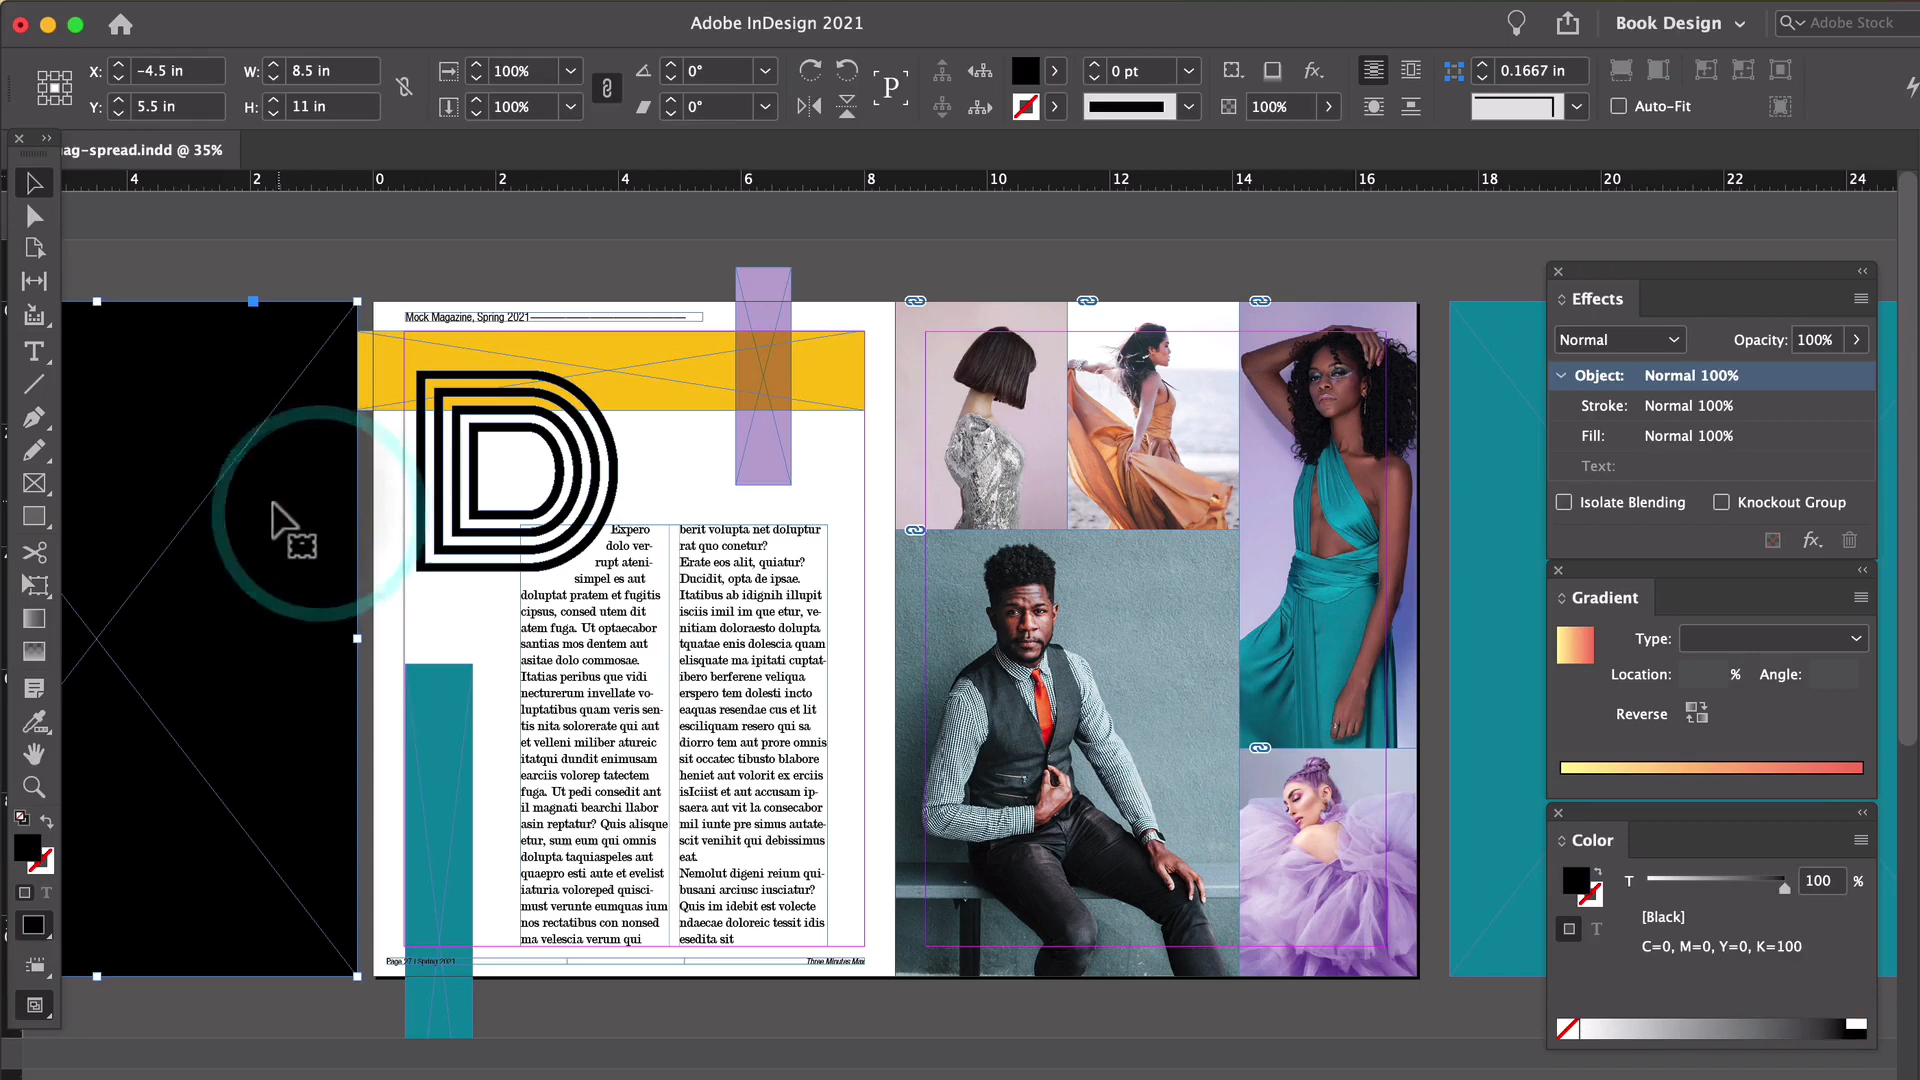 Adobe InDesign 2021
Book Design
Adobe Stock
X: -4.5 in
W: 8.5 in
100%
0°
P
fx.
0 pt
0.1667 in
Y: 5.5 in
H: 11 in
100%
0°
100%
Auto-Fit
ag-spread.indd @ 35%
4 2 0 2 4 6 8 10 12 14 16 18 20 22 24
Mock Magazine, Spring 2021
D
Expero
dolo ver-
rupt ateni-
simpel es aut
doluptat pratem et fugitis
cipsus, consed utem dit
atem fuga. Ut optaecabor
santias mos dentem aut
asitae dolo commosae.
Itatias peribus que vidi
necturerum invellate vo-
luptatibus quam veris sen-
tis nita solorerate qui aut
et velleni miliber atureic
itatqui dundit enimusam
earciis volorep tatectem
fuga. Ut pedi consedit ant
il magnati bearchi llabor
asin reptatur? Quis alisque
etur, sum eum qui omnis
dolupta taquiaspeles aut
quaepro esti aute et evelist
iaturia voloreped quisci-
must verunte eumquas ium
nos rectatibus con nonsed
ma velescia verum qui
berit volupta net doluptur
rat quo conetur?
Erate eos alit, quiatur?
Ducidit, opta de ipsae.
Itatibus ab idignih illupit
isciis imil im que etur, ve-
nitiam doloraesto dolupta
tquatae enis dolescia quam
elisquate ma ipitati cuptat-
ibero berferene veliqua
erspero tem dolesti incto
eaquas resendae cus et lit
esciliquam resero qui sa
diorro tem aut prore omnis
sit occatec tibusto blabore
heniet aut volorit ex erciis
isIciist et aut accusam ip-
saera aut vit la consecabor
mil iunte pre simus autate-
scit venihit qui debissimus
eat.
Nemolut digeni reium qui-
busani arciusc iusciatur?
Quis im idebit est volecte
ndaecae doloreic tessit idis
esedita sit
Page 27 | Spring 2021
Three Minutes Max
Effects
Normal
Opacity: 100%
Object: Normal 100%
Stroke: Normal 100%
Fill: Normal 100%
Text:
Isolate Blending
Knockout Group
fx.
Gradient
Type:
Location: %
Angle:
Reverse
Color
T 100 %
[Black]
T
C=0, M=0, Y=0, K=100